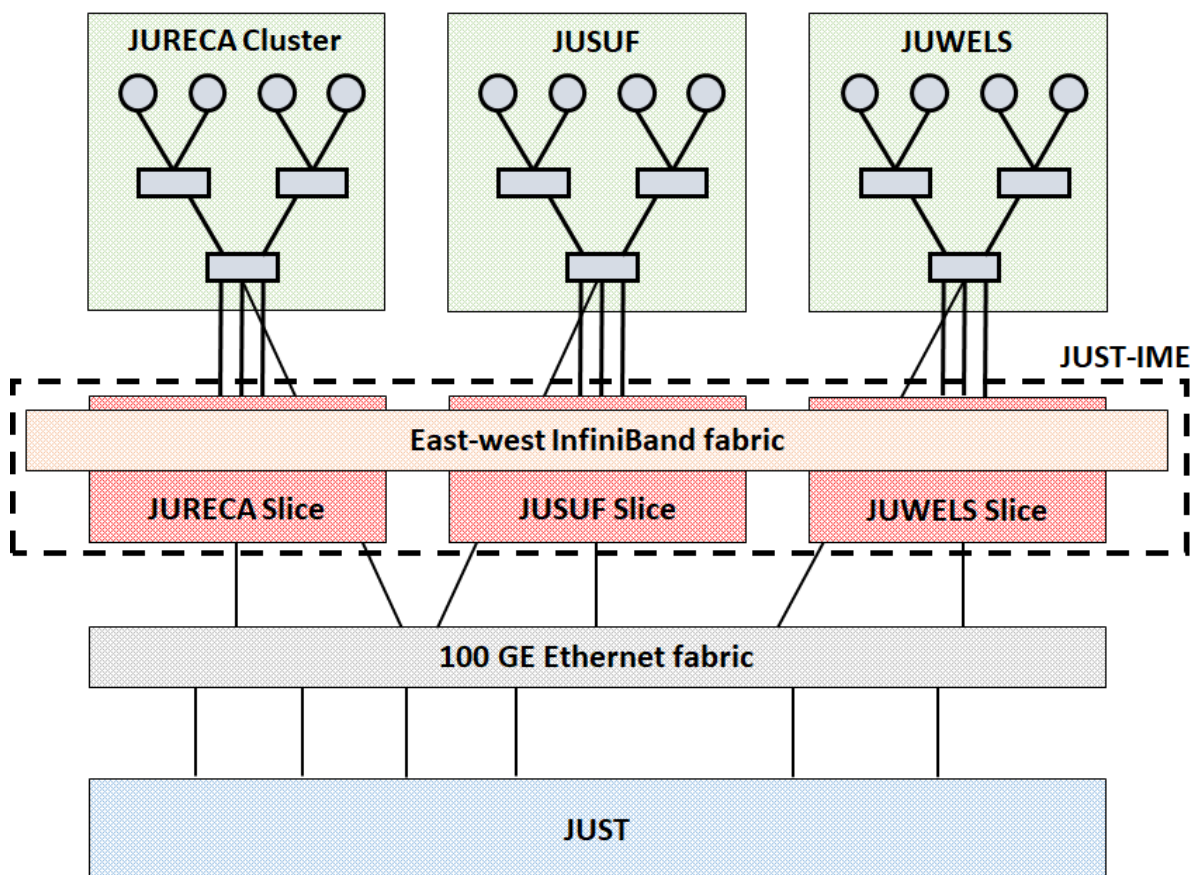 JURECA Cluster
JUSUF
JUWELS
JUST-IME
East-west InfiniBand fabric
JURECA Slice
JUSUF Slice
JUWELS Slice
100 GE Ethernet fabric
JUST